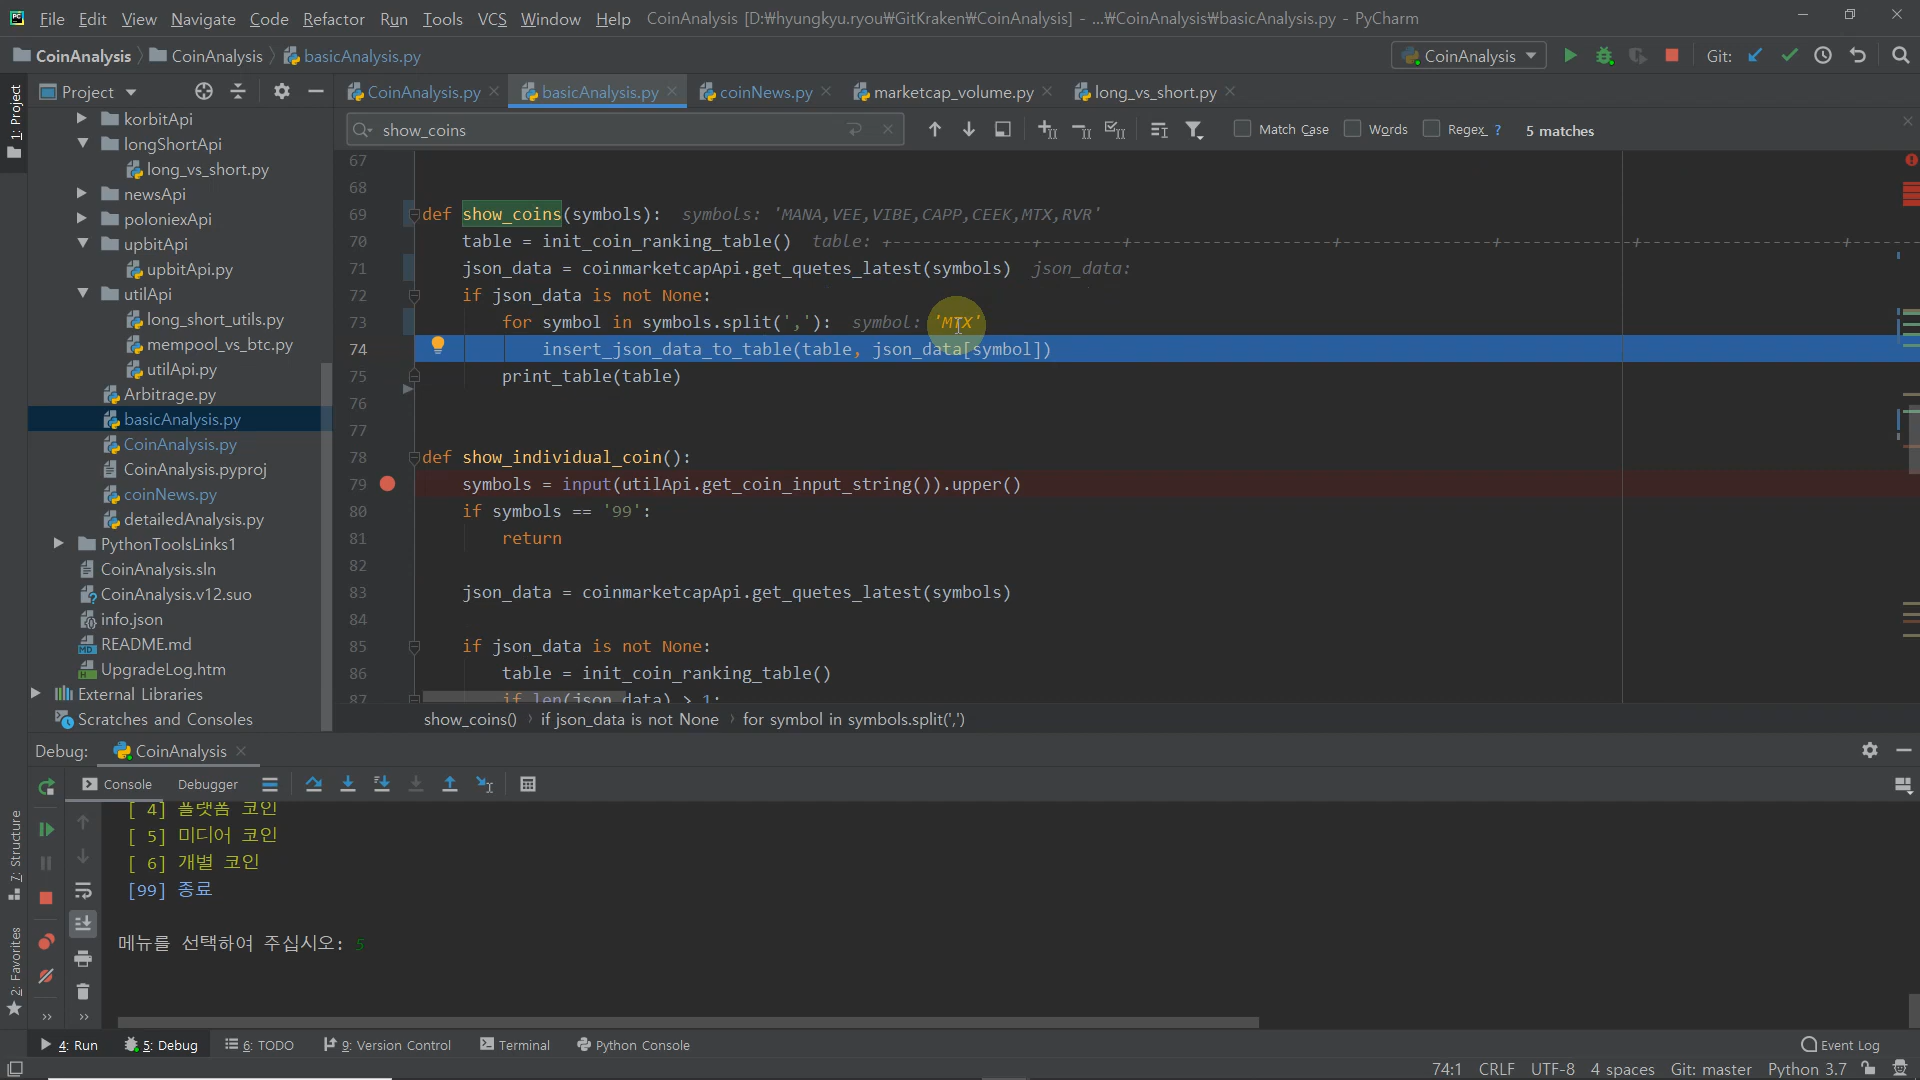 File Edit View Navigate Code Refactor Run Tools VCS Window Help CoinAnalysis [D:₩hyungkyu.ryou₩GitKraken₩CoinAnalysis] - ...₩CoinAnalysis₩basicAnalysis.py - PyCharm
CoinAnalysis CoinAnalysis basicAnalysis.py CoinAnalysis Git:
Project CoinAnalysis.py basicAnalysis.py coinNews.py marketcap_volume.py long_vs_short.py
1: Project
show_coins Match Case Words Regex ? 5 matches
korbitApi
longShortApi
long_vs_short.py
newsApi
poloniexApi
upbitApi
upbitApi.py
utilApi
long_short_utils.py
mempool_vs_btc.py
utilApi.py
Arbitrage.py
basicAnalysis.py
CoinAnalysis.py
CoinAnalysis.pyproj
coinNews.py
detailedAnalysis.py
PythonToolsLinks1
CoinAnalysis.sln
CoinAnalysis.v12.suo
info.json
README.md
UpgradeLog.htm
External Libraries
Scratches and Consoles
67
68
69 def show_coins(symbols): symbols: 'MANA,VEE,VIBE,CAPP,CEEK,MTX,RVR'
70 table = init_coin_ranking_table() table: +--------------+--------+--------------------+---------------+-------------+--------------------+------
71 json_data = coinmarketcapApi.get_quetes_latest(symbols) json_data:
72 if json_data is not None:
73 for symbol in symbols.split(','): symbol: 'MTX'
74 insert_json_data_to_table(table, json_data[symbol])
75 print_table(table)
76
77
78 def show_individual_coin():
79 symbols = input(utilApi.get_coin_input_string()).upper()
80 if symbols == '99':
81 return
82
83 json_data = coinmarketcapApi.get_quetes_latest(symbols)
84
85 if json_data is not None:
86 table = init_coin_ranking_table()
87 if len(json_data) > 1:
show_coins() › if json_data is not None › for symbol in symbols.split(',')
Debug: CoinAnalysis
Console Debugger
[ 4] 플랫폼 코인
[ 5] 미디어 코인
[ 6] 개별 코인
[99] 종료
메뉴를 선택하여 주십시오: 5
7: Structure
2: Favorites
4: Run 5: Debug 6: TODO 9: Version Control Terminal Python Console Event Log
74:1 CRLF UTF-8 4 spaces Git: master Python 3.7